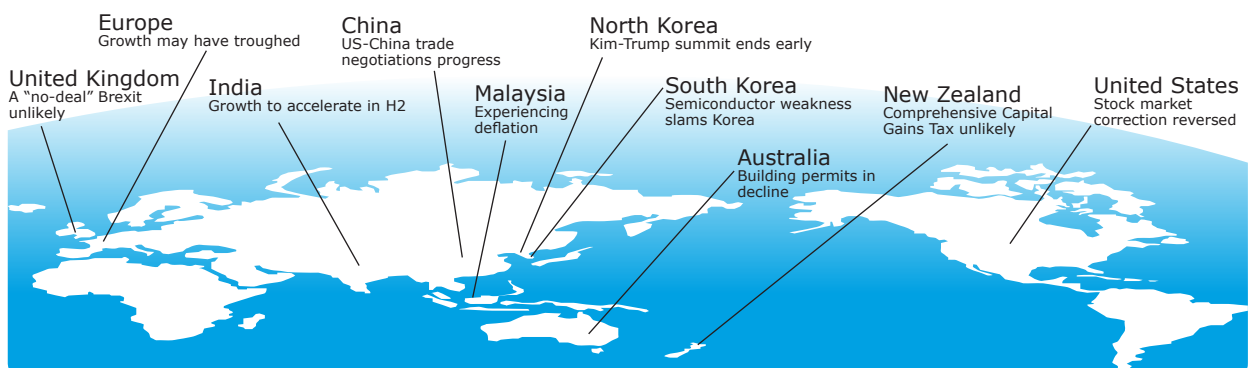 Europe
Growth may have troughed
United Kingdom
A “no-deal” Brexit
unlikely
India
Growth to accelerate in H2
China
US-China trade
negotiations progress
Malaysia
Experiencing
deflation
North Korea
Kim-Trump summit ends early
South Korea
Semiconductor weakness
slams Korea
Australia
Building permits in
decline
New Zealand
Comprehensive Capital
Gains Tax unlikely
United States
Stock market
correction reversed